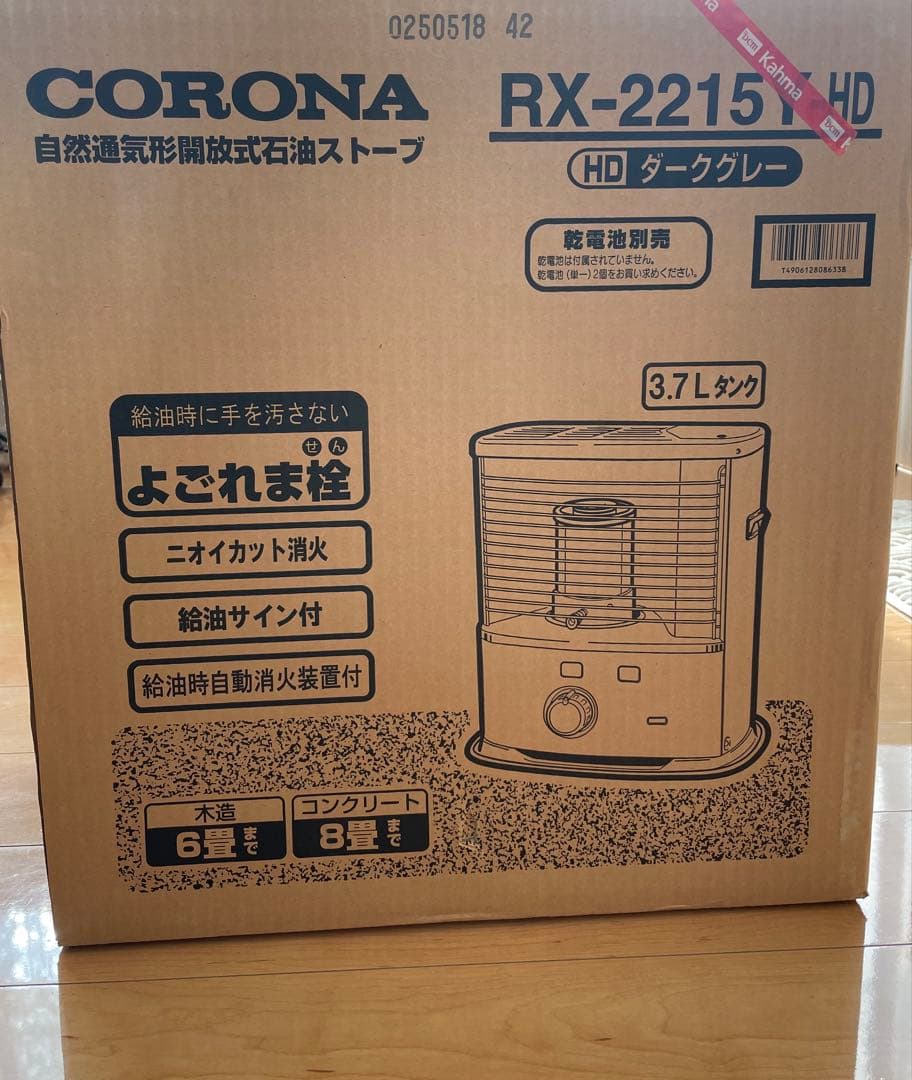 0250518 42
CORONA
自然通気形開放式石油ストーブ
RX-2215Y HD
DCM Kahma
DCM K
HD ダークグレー
乾電池別売
乾電池は付属されていません。
乾電池(単一)2個をお買い求めください。
T4906128086338
3.7Lタンク
給油時に手を汚さない
せん
よごれま栓
ニオイカット消火
給油サイン付
給油時自動消火装置付
木造
6畳まで
コンクリート
8畳まで